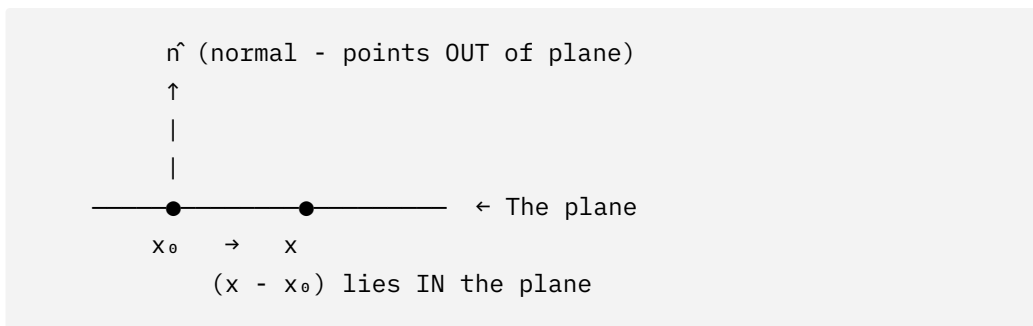 n̂ (normal - points OUT of plane)
↑
|
|
─────●─────────●───────── ← The plane
x₀ → x
(x - x₀) lies IN the plane